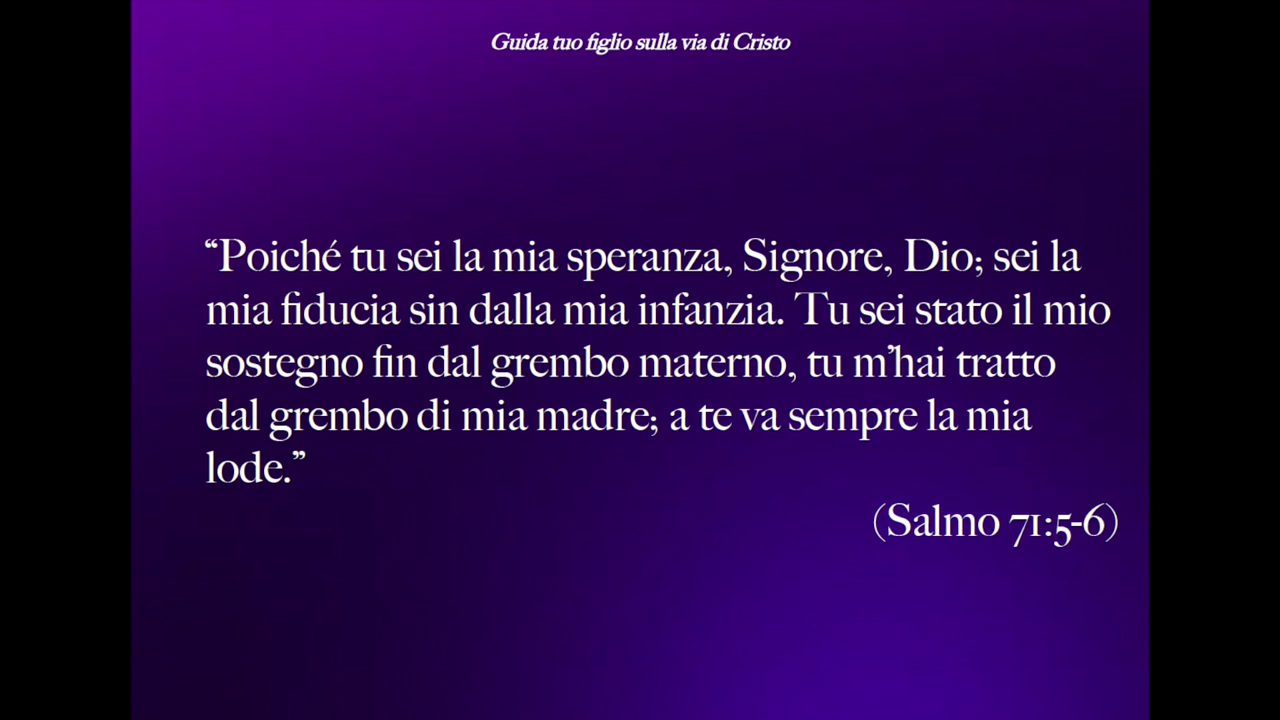 Guida tuo figlio sulla via di Cristo
“Poiché tu sei la mia speranza, Signore, Dio; sei la
mia fiducia sin dalla mia infanzia. Tu sei stato il mio
sostegno fin dal grembo materno, tu m’hai tratto
dal grembo di mia madre; a te va sempre la mia
lode.”
(Salmo 71:5-6)